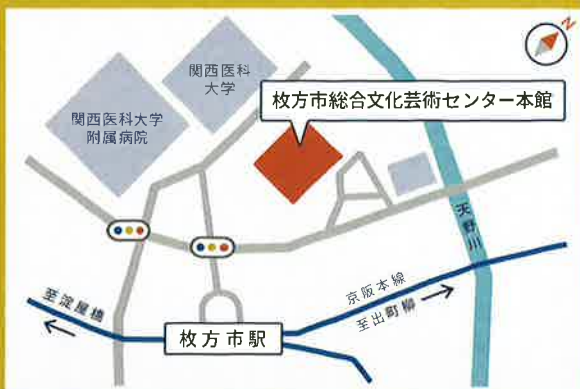 N
関西医科
大学
枚方市総合文化芸術センター本館
関西医科大学
附属病院
天野川
京阪本線
至出町柳
至淀屋橋
枚方市駅